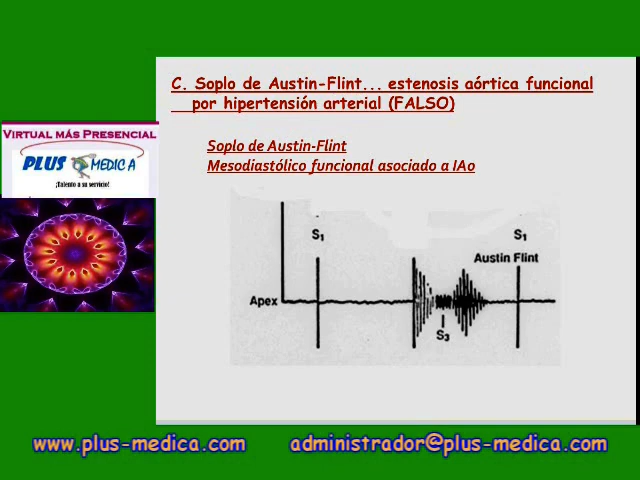 C. Soplo de Austin-Flint... estenosis aórtica funcional
por hipertensión arterial (FALSO)
VIRTUAL MÁS PRESENCIAL
PLUS MEDICA
¡Talento a su servicio!
Soplo de Austin-Flint
Mesodiastólico funcional asociado a IAo
S1 S1
Austin Flint
Apex
S3
www.plus-medica.com administrador@plus-medica.com